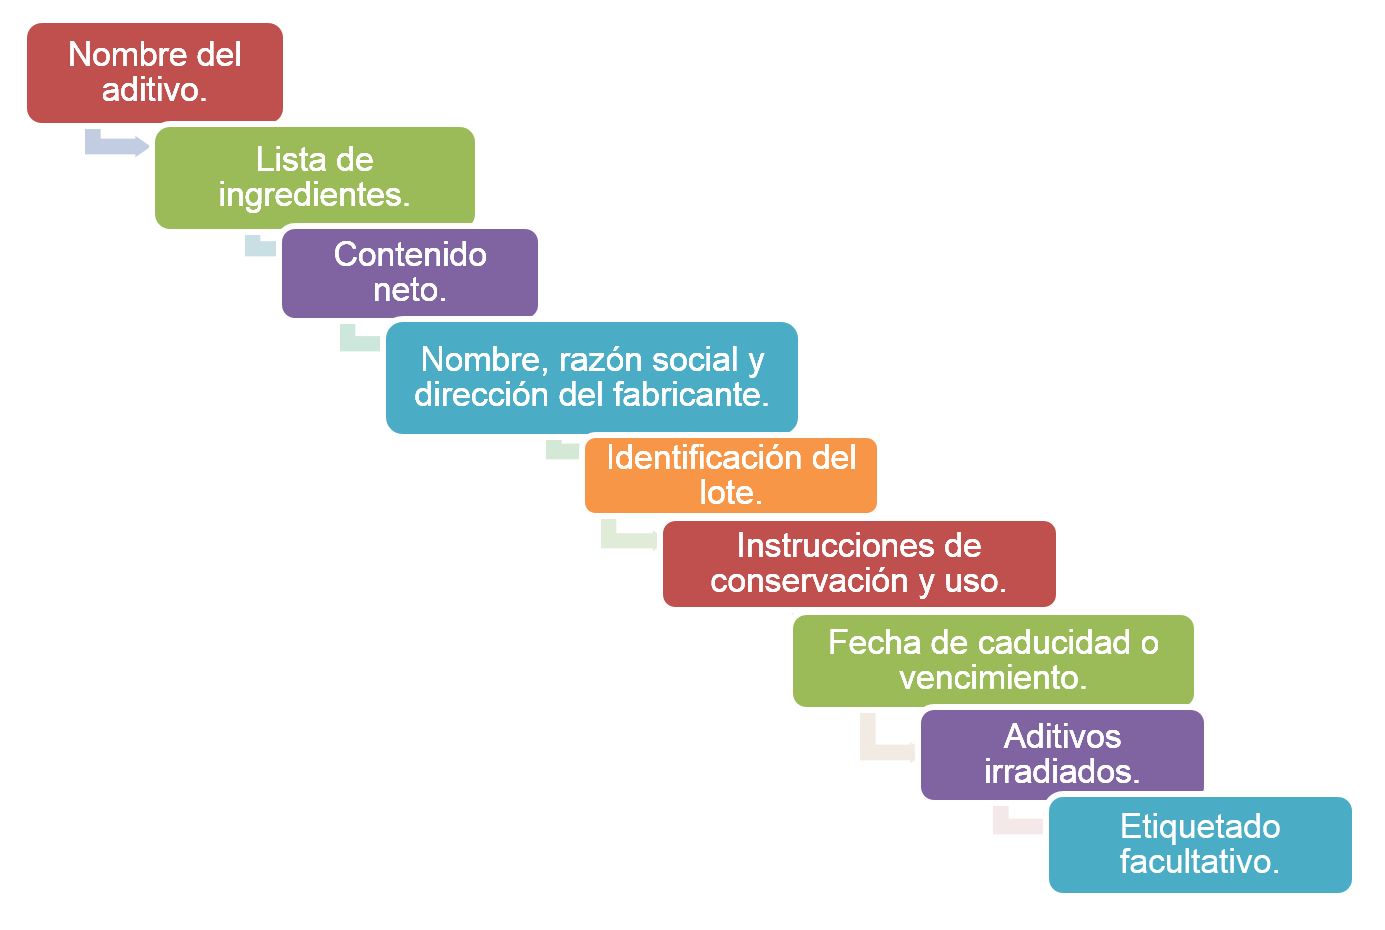 Nombre del
aditivo.
Lista de
ingredientes.
Contenido
neto.
Nombre, razón social y
dirección del fabricante.
Identificación del
lote.
Instrucciones de
conservación y uso.
Fecha de caducidad o
vencimiento.
Aditivos
irradiados.
Etiquetado
facultativo.